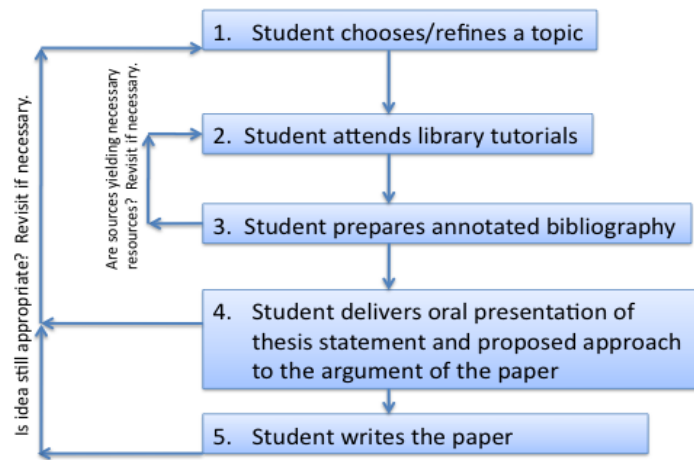 1. Student chooses/refines a topic
2. Student attends library tutorials
3. Student prepares annotated bibliography
4. Student delivers oral presentation of
thesis statement and proposed approach
to the argument of the paper
5. Student writes the paper
Is idea still appropriate? Revisit if necessary.
Are sources yielding necessary
resources? Revisit if necessary.